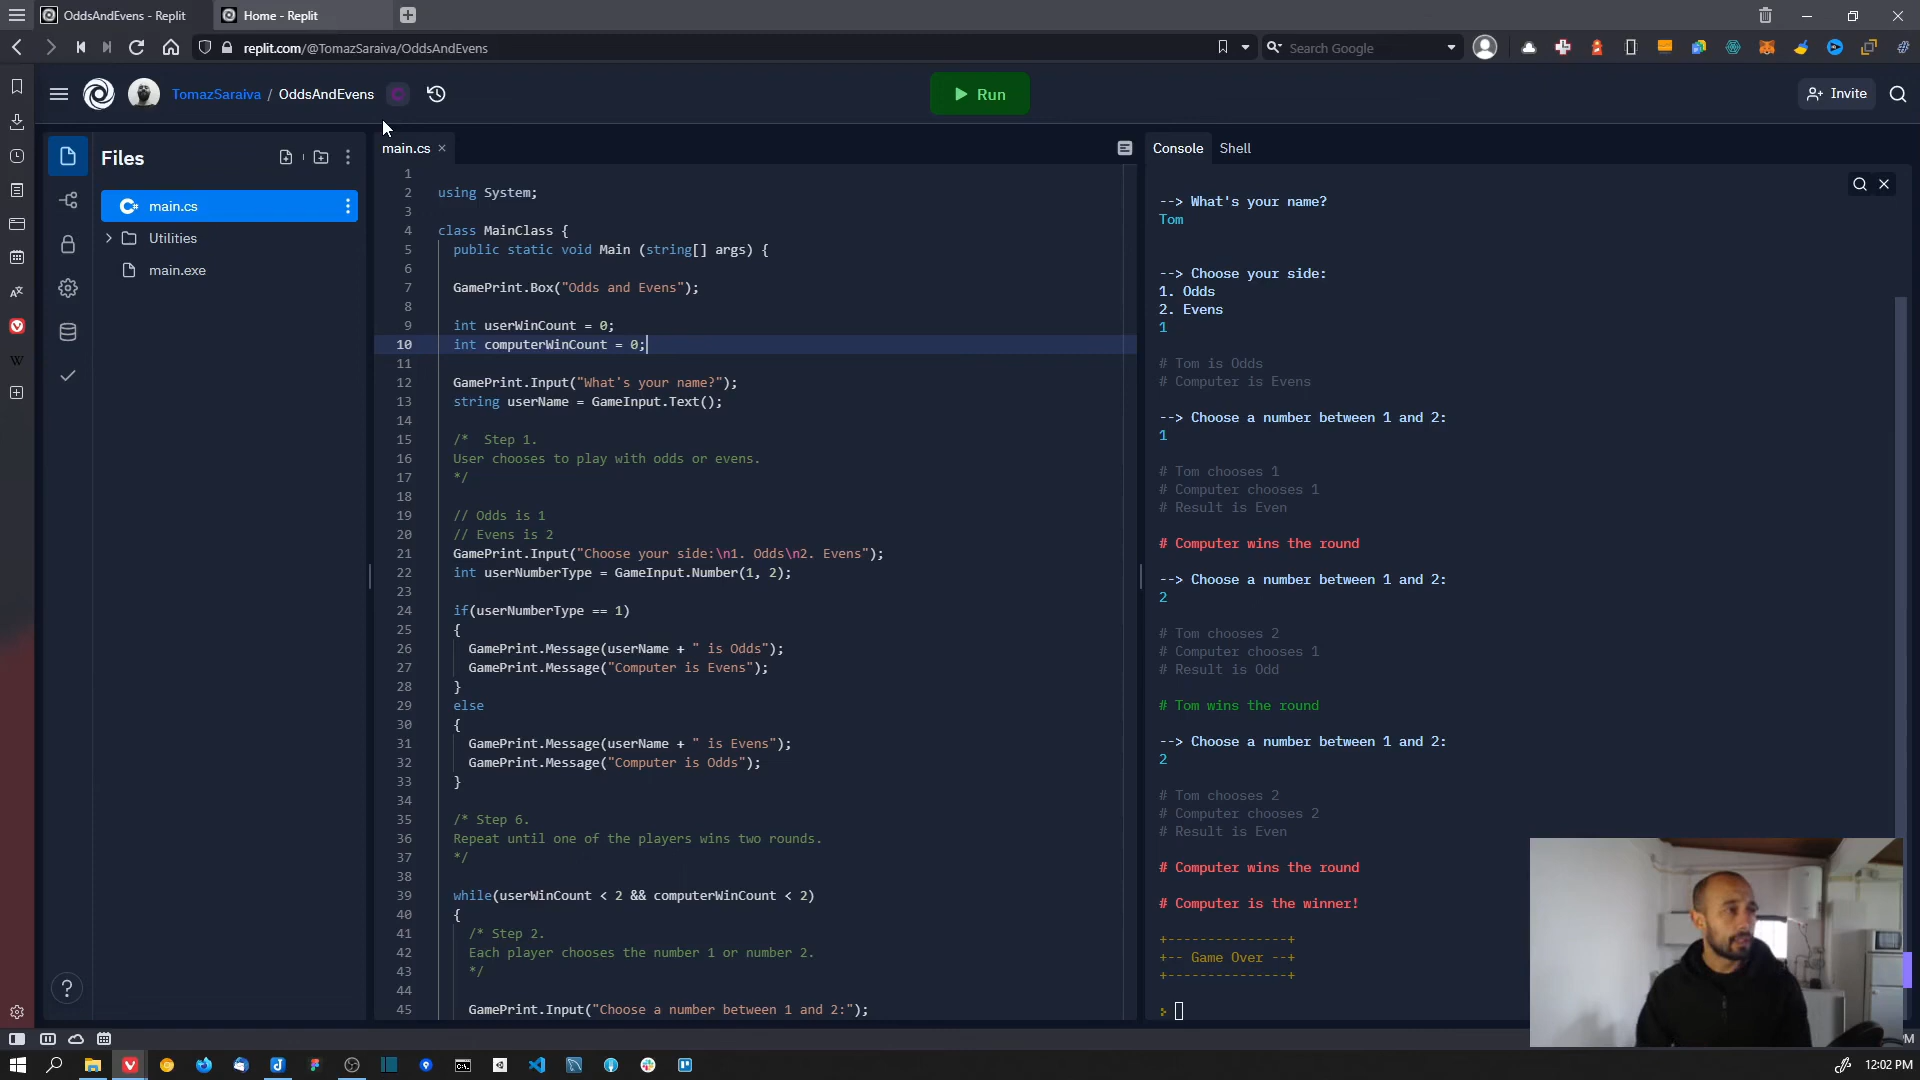 OddsAndEvens - Replit
Home - Replit
replit.com/@TomazSaraiva/OddsAndEvens
Search Google
TomazSaraiva / OddsAndEvens
Run
Invite
Files
main.cs
Utilities
main.exe
main.cs
1
2 using System;
3
4 class MainClass {
5 public static void Main (string[] args) {
6
7 GamePrint.Box("Odds and Evens");
8
9 int userWinCount = 0;
10 int computerWinCount = 0;
11
12 GamePrint.Input("What's your name?");
13 string userName = GameInput.Text();
14
15 /* Step 1.
16 User chooses to play with odds or evens.
17 */
18
19 // Odds is 1
20 // Evens is 2
21 GamePrint.Input("Choose your side:\n1. Odds\n2. Evens");
22 int userNumberType = GameInput.Number(1, 2);
23
24 if(userNumberType == 1)
25 {
26 GamePrint.Message(userName + " is Odds");
27 GamePrint.Message("Computer is Evens");
28 }
29 else
30 {
31 GamePrint.Message(userName + " is Evens");
32 GamePrint.Message("Computer is Odds");
33 }
34
35 /* Step 6.
36 Repeat until one of the players wins two rounds.
37 */
38
39 while(userWinCount < 2 && computerWinCount < 2)
40 {
41 /* Step 2.
42 Each player chooses the number 1 or number 2.
43 */
44
45 GamePrint.Input("Choose a number between 1 and 2:");
Console
Shell
--> What's your name?
Tom
--> Choose your side:
1. Odds
2. Evens
1
# Tom is Odds
# Computer is Evens
--> Choose a number between 1 and 2:
1
# Tom chooses 1
# Computer chooses 1
# Result is Even
# Computer wins the round
--> Choose a number between 1 and 2:
2
# Tom chooses 2
# Computer chooses 1
# Result is Odd
# Tom wins the round
--> Choose a number between 1 and 2:
2
# Tom chooses 2
# Computer chooses 2
# Result is Even
# Computer wins the round
# Computer is the winner!
+---------------+
+-- Game Over --+
+---------------+
12:02 PM